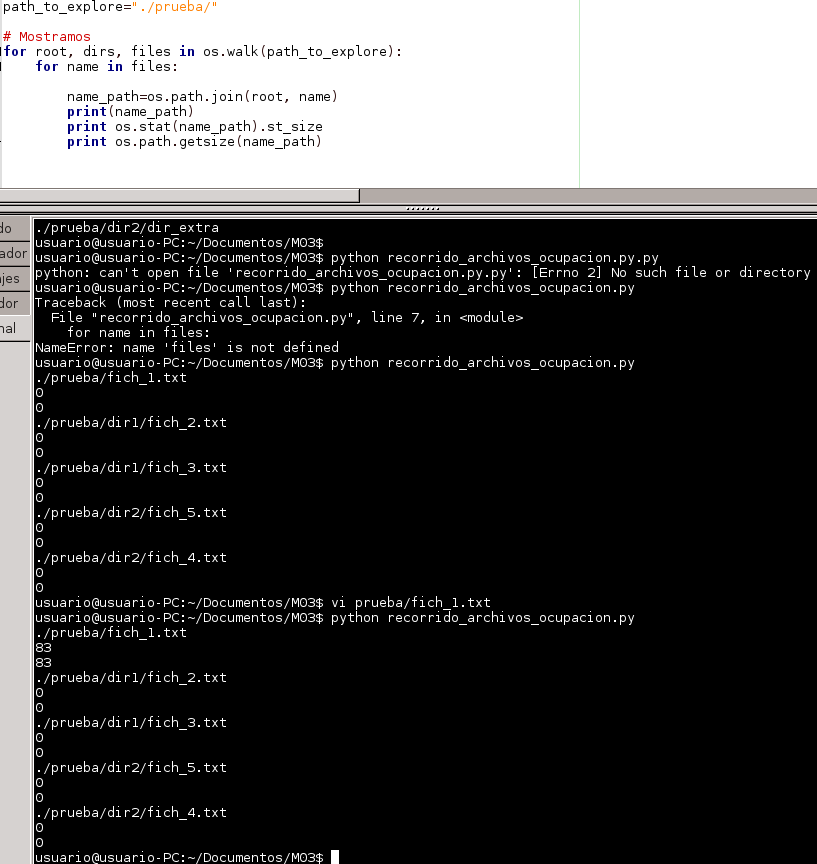 path_to_explore="./prueba/"
# Mostramos
for root, dirs, files in os.walk(path_to_explore):
    for name in files:
        name_path=os.path.join(root, name)
        print(name_path)
        print os.stat(name_path).st_size
        print os.path.getsize(name_path)
do
ador
jes
dor
nal
./prueba/dir2/dir_extra
usuario@usuario-PC:~/Documentos/M03$
usuario@usuario-PC:~/Documentos/M03$ python recorrido_archivos_ocupacion.py.py
python: can't open file 'recorrido_archivos_ocupacion.py.py': [Errno 2] No such file or directory
usuario@usuario-PC:~/Documentos/M03$ python recorrido_archivos_ocupacion.py
Traceback (most recent call last):
  File "recorrido_archivos_ocupacion.py", line 7, in <module>
    for name in files:
NameError: name 'files' is not defined
usuario@usuario-PC:~/Documentos/M03$ python recorrido_archivos_ocupacion.py
./prueba/fich_1.txt
0
0
./prueba/dir1/fich_2.txt
0
0
./prueba/dir1/fich_3.txt
0
0
./prueba/dir2/fich_5.txt
0
0
./prueba/dir2/fich_4.txt
0
0
usuario@usuario-PC:~/Documentos/M03$ vi prueba/fich_1.txt
usuario@usuario-PC:~/Documentos/M03$ python recorrido_archivos_ocupacion.py
./prueba/fich_1.txt
83
83
./prueba/dir1/fich_2.txt
0
0
./prueba/dir1/fich_3.txt
0
0
./prueba/dir2/fich_5.txt
0
0
./prueba/dir2/fich_4.txt
0
0
usuario@usuario-PC:~/Documentos/M03$